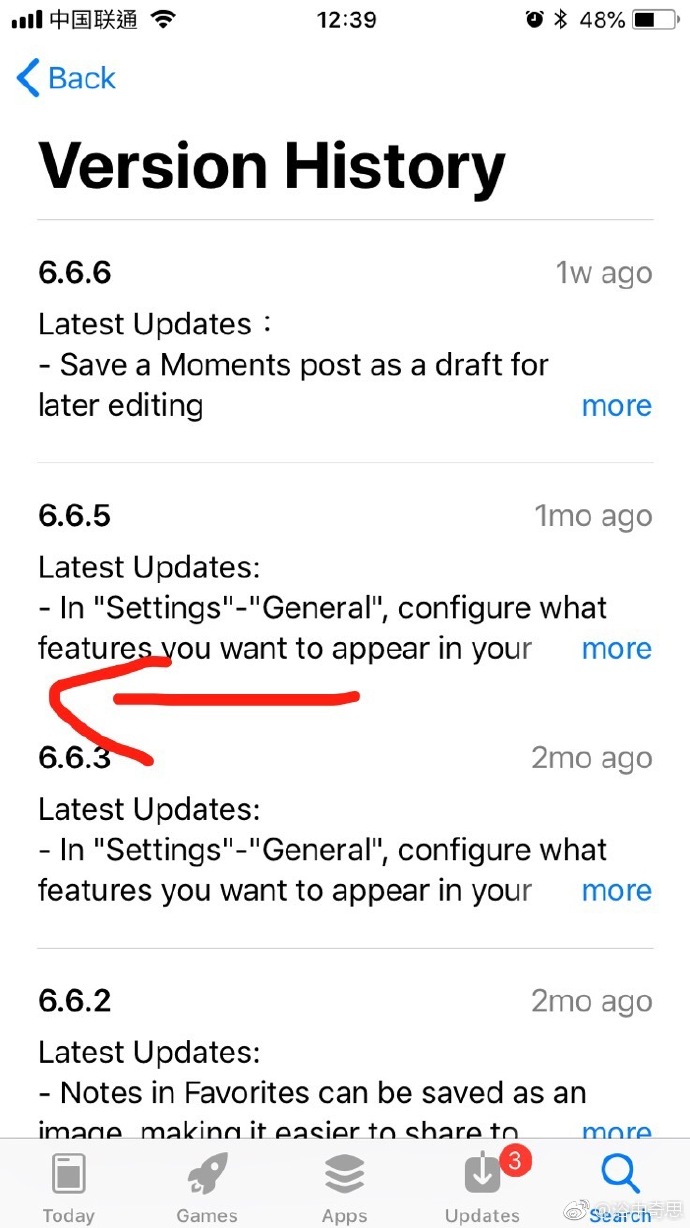 中国联通
12:39
48%
Back
Version History
6.6.6
1w ago
Latest Updates：
- Save a Moments post as a draft for
later editing
more
6.6.5
1mo ago
Latest Updates:
- In "Settings"-"General", configure what
features you want to appear in your
more
6.6.3
2mo ago
Latest Updates:
- In "Settings"-"General", configure what
features you want to appear in your
more
6.6.2
2mo ago
Latest Updates:
- Notes in Favorites can be saved as an
image, making it easier to share to
more
3
Today
Games
Apps
Updates
Search